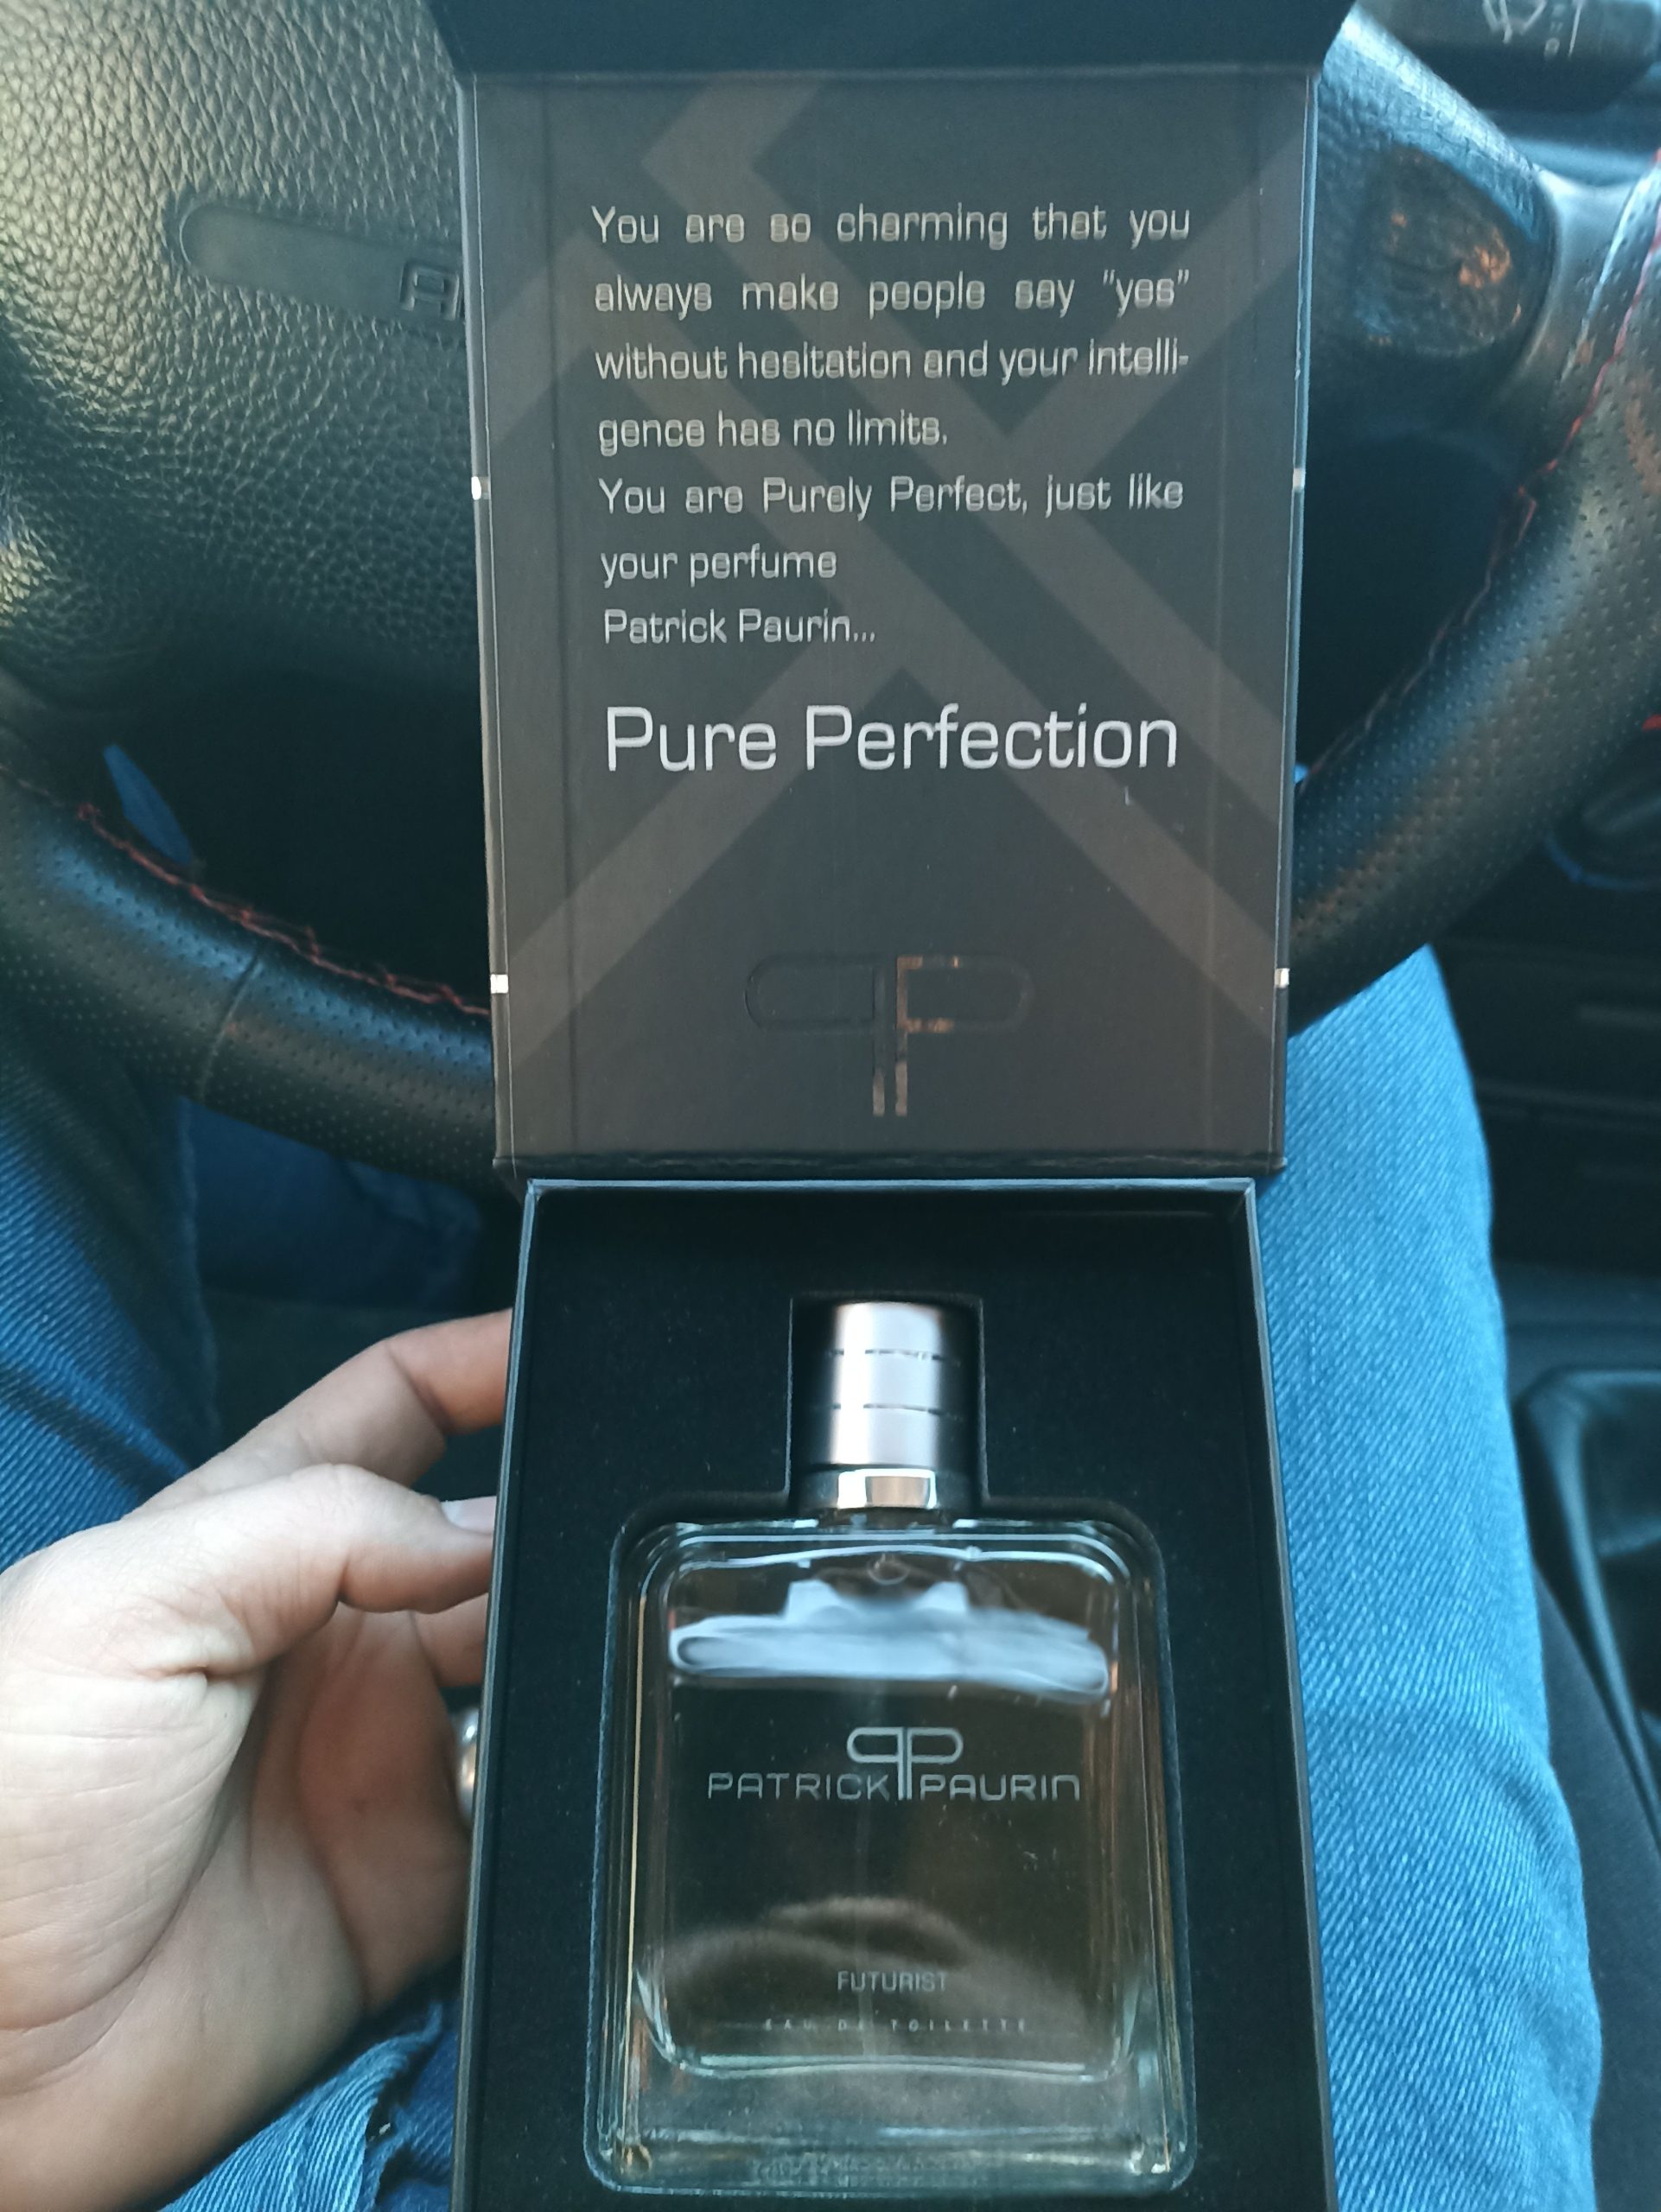 You are so charming that you
always make people say "yes"
without hesitation and your intelli-
gence has no limits.
You are Purely Perfect, just like
your perfume
Patrick Paurin...
Pure Perfection
PP
PP
PATRICK PAURIN
FUTURIST
EAU DE TOILETTE